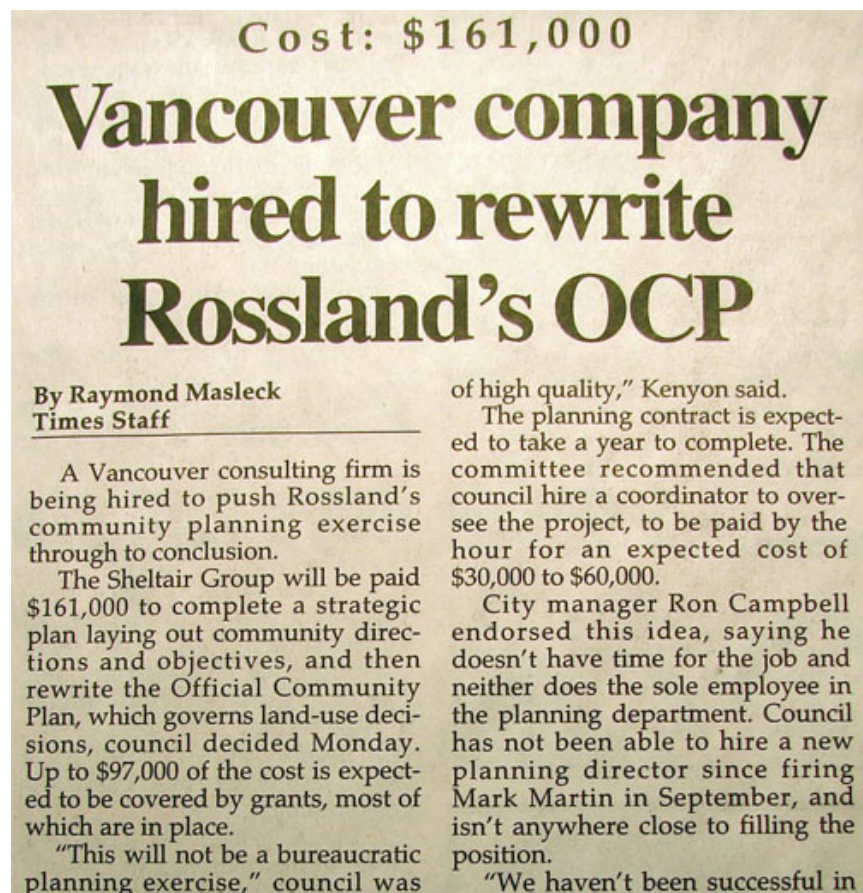 Cost: $161,000
Vancouver company
hired to rewrite
Rossland's OCP
By Raymond Masleck
Times Staff
A Vancouver consulting firm is
being hired to push Rossland's
community planning exercise
through to conclusion.
The Sheltair Group will be paid
$161,000 to complete a strategic
plan laying out community direc-
tions and objectives, and then
rewrite the Official Community
Plan, which governs land-use deci-
sions, council decided Monday.
Up to $97,000 of the cost is expect-
ed to be covered by grants, most of
which are in place.
"This will not be a bureaucratic
planning exercise," council was
of high quality," Kenyon said.
The planning contract is expect-
ed to take a year to complete. The
committee recommended that
council hire a coordinator to over-
see the project, to be paid by the
hour for an expected cost of
$30,000 to $60,000.
City manager Ron Campbell
endorsed this idea, saying he
doesn't have time for the job and
neither does the sole employee in
the planning department. Council
has not been able to hire a new
planning director since firing
Mark Martin in September, and
isn't anywhere close to filling the
position.
"We haven't been successful in